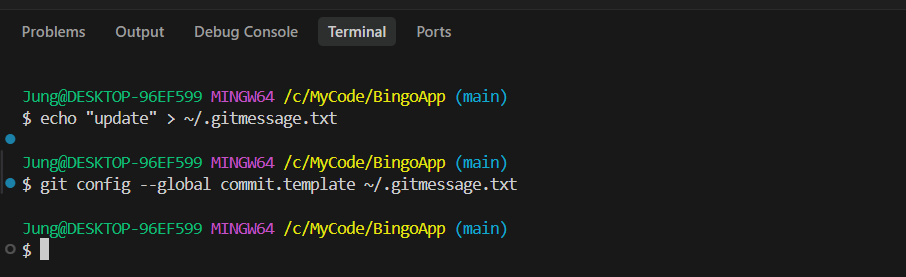 Problems Output Debug Console Terminal Ports
Jung@DESKTOP-96EF599 MINGW64 /c/MyCode/BingoApp (main)
$ echo "update" > ~/.gitmessage.txt
Jung@DESKTOP-96EF599 MINGW64 /c/MyCode/BingoApp (main)
$ git config --global commit.template ~/.gitmessage.txt
Jung@DESKTOP-96EF599 MINGW64 /c/MyCode/BingoApp (main)
$